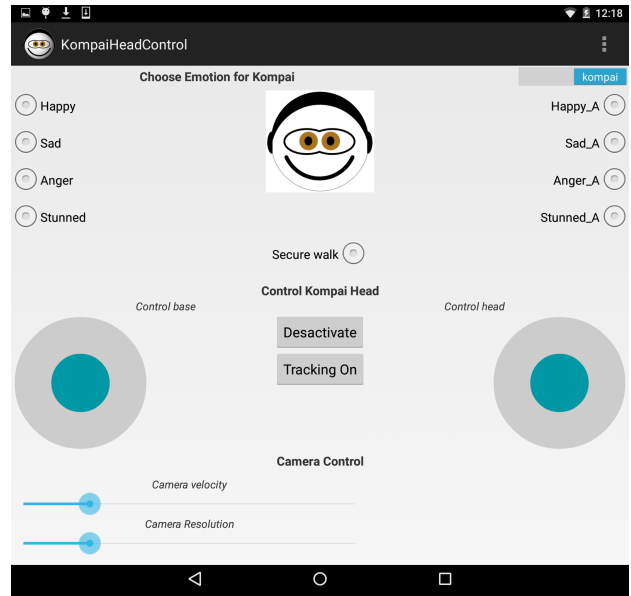 12:18
KompaiHeadControl
Choose Emotion for Kompai
kompai
Happy
Happy_A
Sad
Sad_A
Anger
Anger_A
Stunned
Stunned_A
Secure walk
Control Kompai Head
Control base
Control head
Desactivate
Tracking On
Camera Control
Camera velocity
Camera Resolution